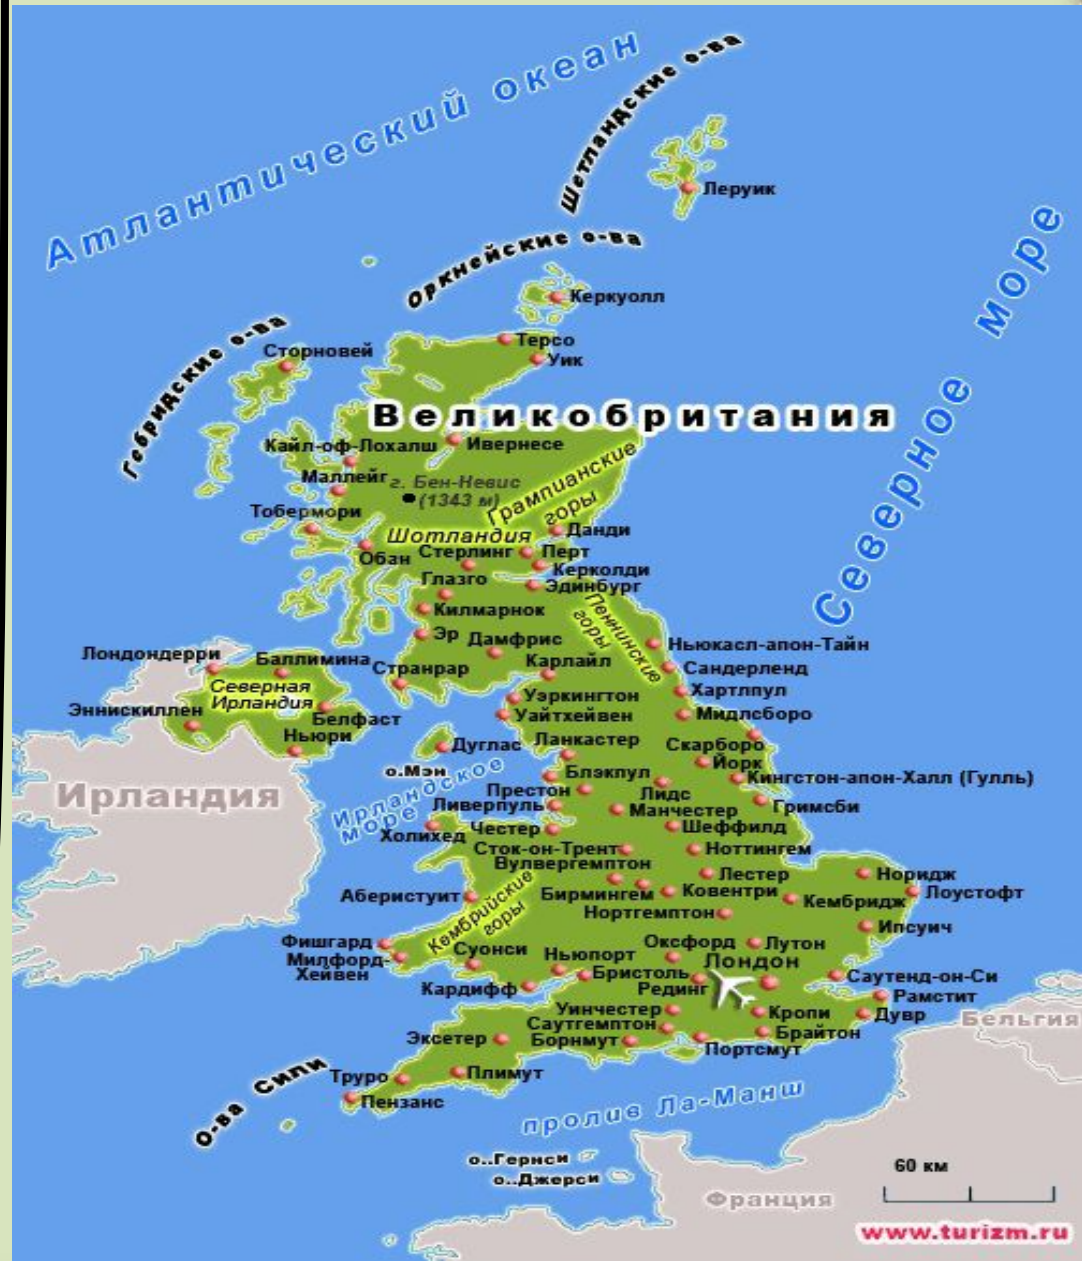 Атлантический океан
Шетландские о-ва
Леруик
Оркнейские о-ва
Керкуолл
Северное море
Гебридские о-ва
Сторновей
Терсо
Уик
Великобритания
Кайл-оф-Лохалш
Ивернесе
Маллейг
г. Бен-Невис
(1343 м)
Грампианские
горы
Тобермори
Шотландия
Данди
Обан
Стерлинг
Перт
Керколди
Глазго
Эдинбург
Килмарнок
Пеннинские
горы
Эр
Дамфрис
Ньюкасл-апон-Тайн
Лондондерри
Баллимина
Странрар
Карлайл
Сандерленд
Северная
Ирландия
Уэркингтон
Хартлпул
Эннискиллен
Белфаст
Уайтхейвен
Мидлсборо
Ньюри
Дуглас
Ланкастер
Скарборо
Йорк
о.Мэн
Блэкпул
Кингстон-апон-Халл (Гулль)
Ирландия
Ирландское
море
Престон
Лидс
Ливерпуль
Манчестер
Гримсби
Холихед
Честер
Шеффилд
Сток-он-Трент
Ноттингем
Вулвергемптон
Лестер
Норидж
Аберистуит
Кембрийские
горы
Бирмингем
Ковентри
Кембридж
Лоустофт
Нортгемптон
Ипсуич
Фишгард
Милфорд-
Хейвен
Суонси
Ньюпорт
Оксфорд
Лутон
Лондон
Кардифф
Бристоль
Рединг
Саутенд-он-Си
Рамстит
Уинчестер
Кропи
Дувр
Бельгия
Эксетер
Саутгемптон
Борнмут
Брайтон
Портсмут
О-ва Сили
Труро
Плимут
Пензанс
пролив Ла-Манш
о..Гернси
о..Джерси
Франция
60 км
www.turizm.ru